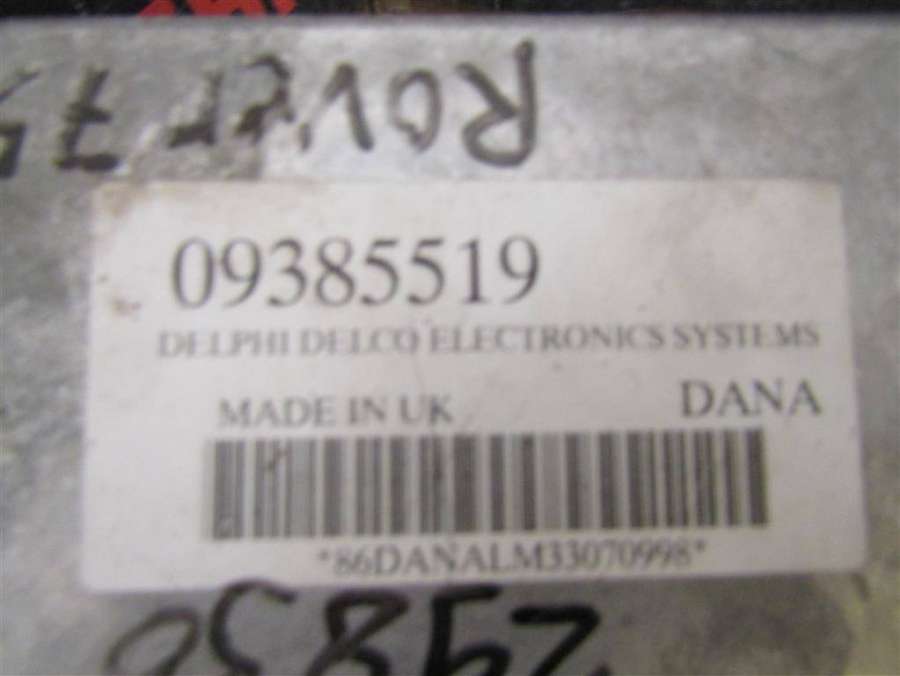 Rover 75
09385519
DELPHI DELCO ELECTRONICS SYSTEMS
MADE IN UK DANA
*86DANALM33070998*